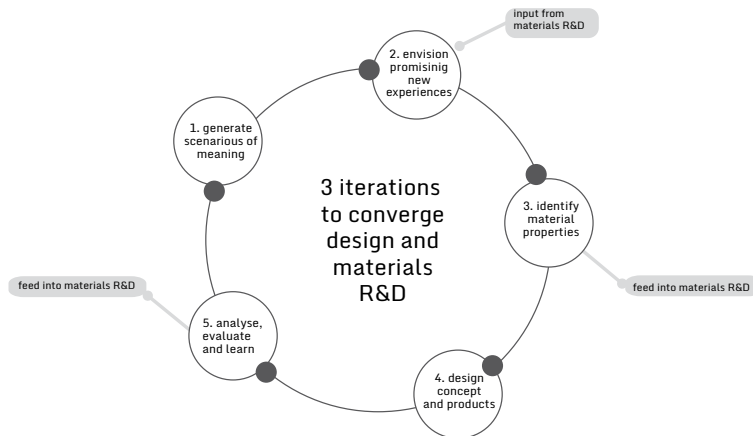 input from
materials R&D
2. envision
promisinig
new
experiences
1. generate
scenarious of
meaning
3 iterations
to converge
design and
materials
R&D
3. identify
material
properties
feed into materials R&D
feed into materials R&D
5. analyse,
evaluate
and learn
4. design
concept
and products